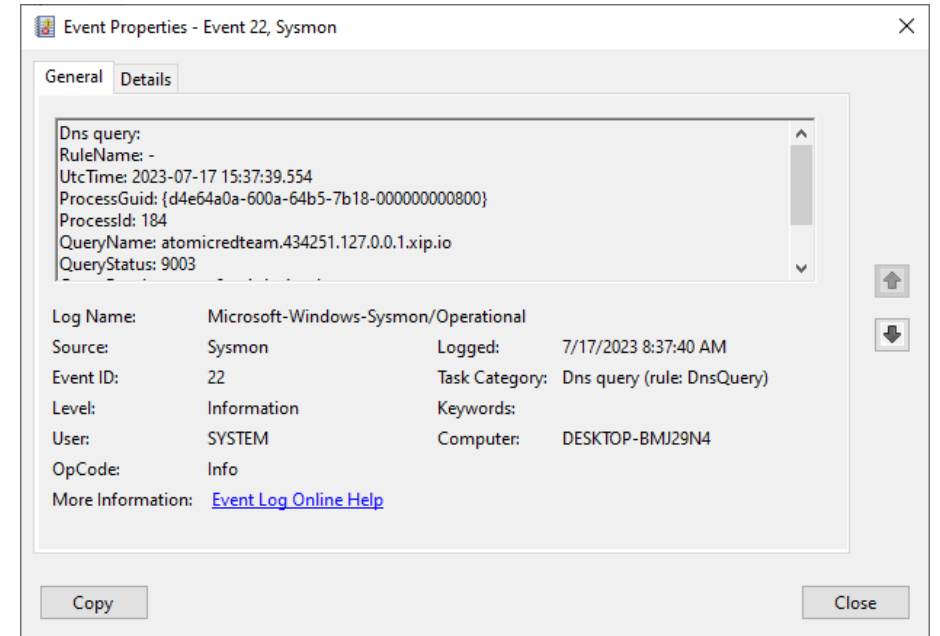 Event Properties - Event 22, Sysmon
General Details
Dns query:
RuleName: -
UtcTime: 2023-07-17 15:37:39.554
ProcessGuid: {d4e64a0a-600a-64b5-7b18-000000000800}
ProcessId: 184
QueryName: atomicredteam.434251.127.0.0.1.xip.io
QueryStatus: 9003
Log Name: Microsoft-Windows-Sysmon/Operational
Source: Sysmon Logged: 7/17/2023 8:37:40 AM
Event ID: 22 Task Category: Dns query (rule: DnsQuery)
Level: Information Keywords:
User: SYSTEM Computer: DESKTOP-BMJ29N4
OpCode: Info
More Information: Event Log Online Help
Copy Close